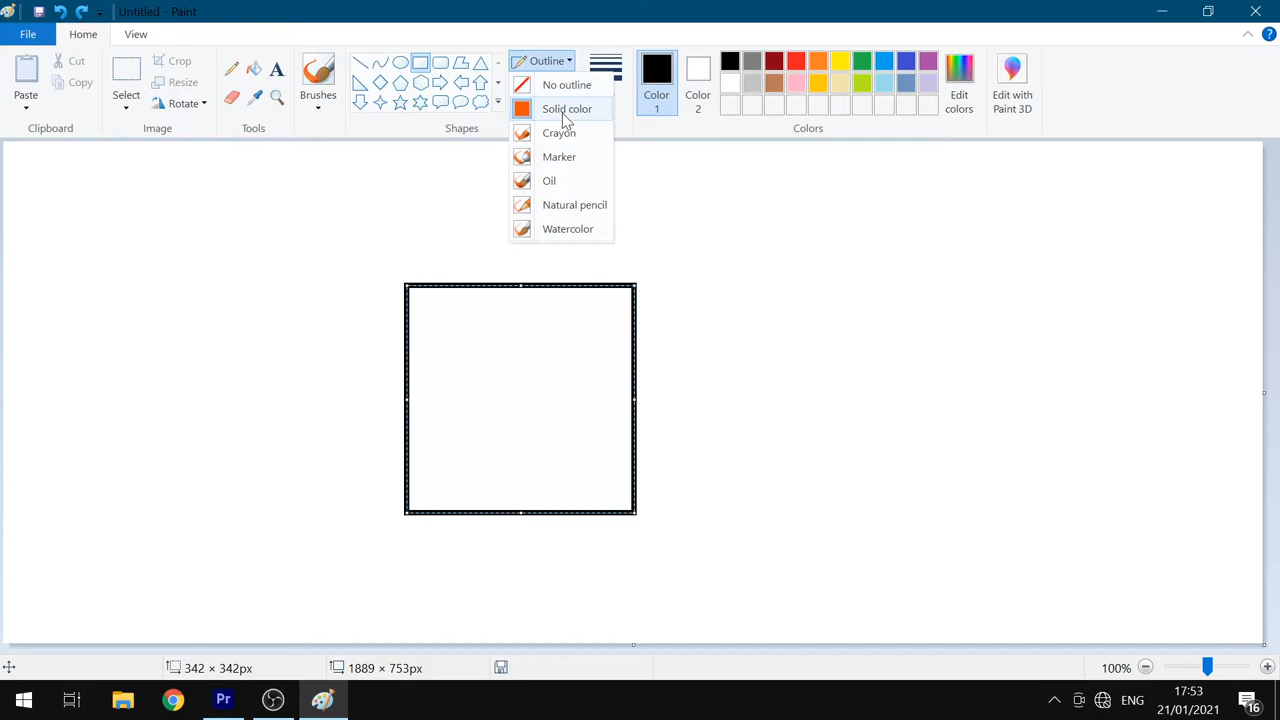 Untitled - Paint
File
Home
View
Paste
Cut
Copy
Clipboard
Select
Crop
Resize
Rotate
Image
Tools
Brushes
Shapes
Outline
No outline
Solid color
Crayon
Marker
Oil
Natural pencil
Watercolor
Color
1
Color
2
Edit
colors
Edit with
Paint 3D
Colors
342 × 342px
1889 × 753px
100%
Pr
ENG
17:53
21/01/2021
16